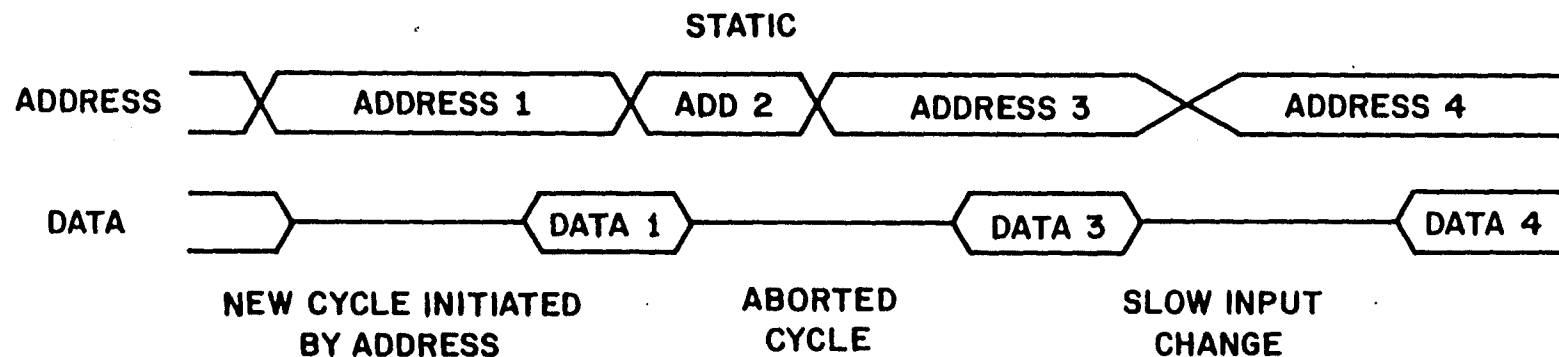 STATIC
ADDRESS ADDRESS 1 ADD 2 ADDRESS 3 ADDRESS 4
DATA DATA 1 DATA 3 DATA 4
NEW CYCLE INITIATED
BY ADDRESS
ABORTED
CYCLE
SLOW INPUT
CHANGE